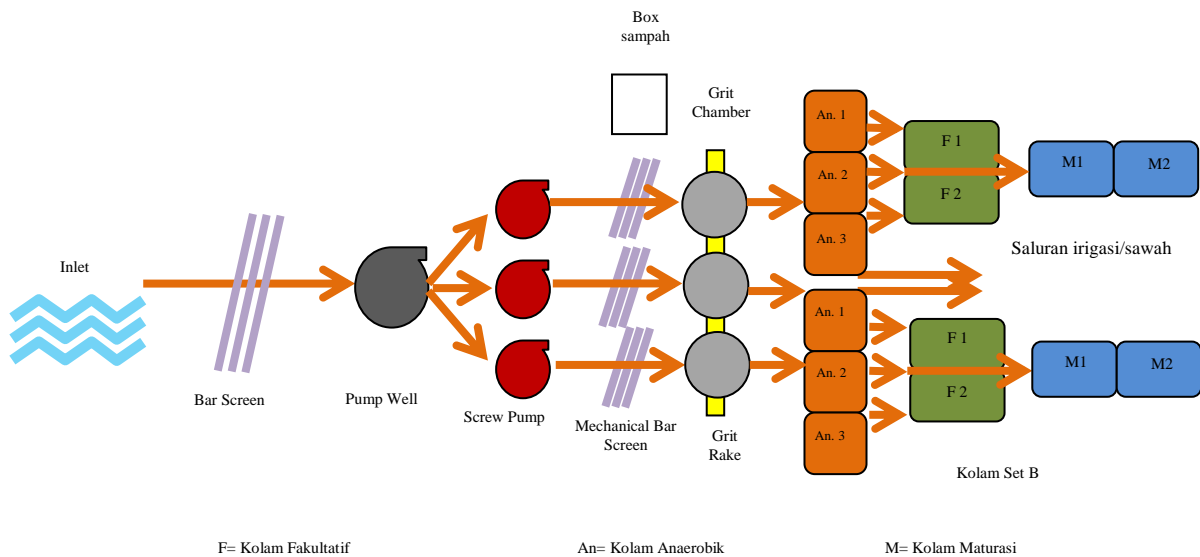 Box
sampah
Grit
Chamber
An. 1
An. 2
An. 3
F 1
F 2
M1
M2
Saluran irigasi/sawah
Inlet
Bar Screen
Pump Well
Screw Pump
Mechanical Bar
Screen
Grit
Rake
An. 1
An. 2
An. 3
F 1
F 2
M1
M2
Kolam Set B
F= Kolam Fakultatif
An= Kolam Anaerobik
M= Kolam Maturasi